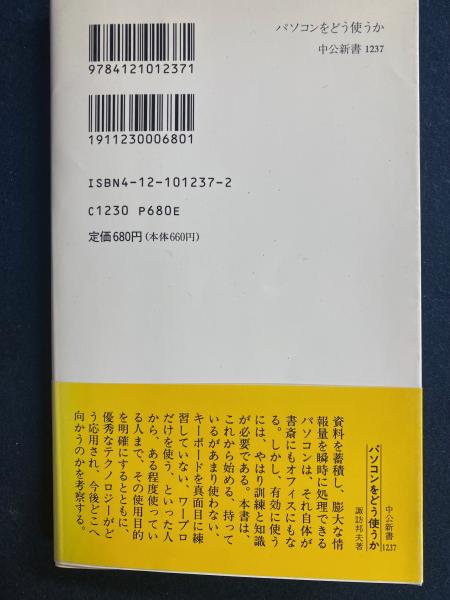 パソコンをどう使うか
中公新書 1237
9784121012371
1911230006801
ISBN4-12-101237-2
C1230 P680E
定価680円(本体660円)
中公新書
1237
パソコンをどう使うか
諏訪邦夫著
資料を蓄積し、膨大な情
報量を瞬時に処理できる
パソコンは、それ自体が
書斎にもオフィスにもな
る。しかし、有効に使う
には、やはり訓練と知識
が必要である。本書は、
これから始める、持って
いるがあまり使わない、
キーボードを真面目に練
習していない、ワープロ
だけを使う、といった人
から、ある程度使ってい
る人まで、その使用目的
を明確にするとともに、
優秀なテクノロジーがど
う応用され、今後どこへ
向かうのかを考察する。